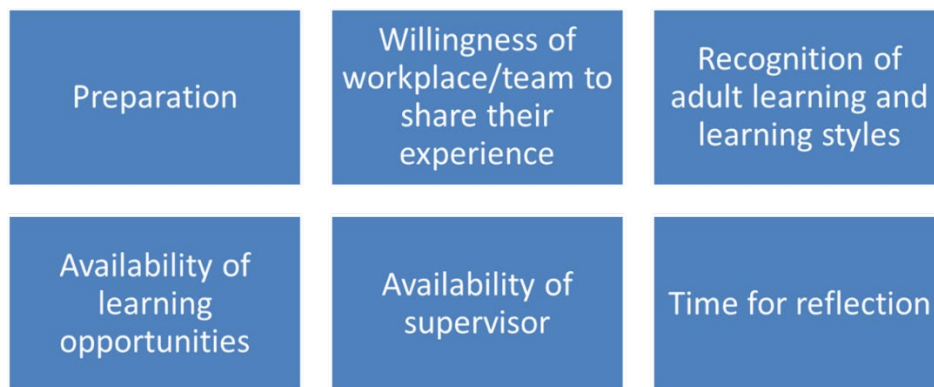 Preparation
Willingness of
workplace/team to
share their
experience
Recognition of
adult learning and
learning styles
Availability of
learning
opportunities
Availability of
supervisor
Time for reflection